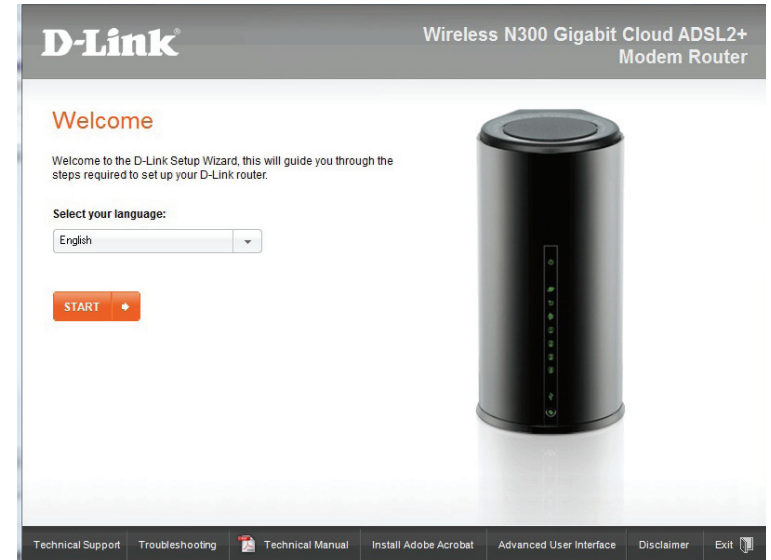 D-Link®
Wireless N300 Gigabit Cloud ADSL2+
Modem Router
Welcome
Welcome to the D-Link Setup Wizard, this will guide you through the
steps required to set up your D-Link router.
Select your language:
English
START
Technical Support Troubleshooting Technical Manual Install Adobe Acrobat Advanced User Interface Disclaimer Exit